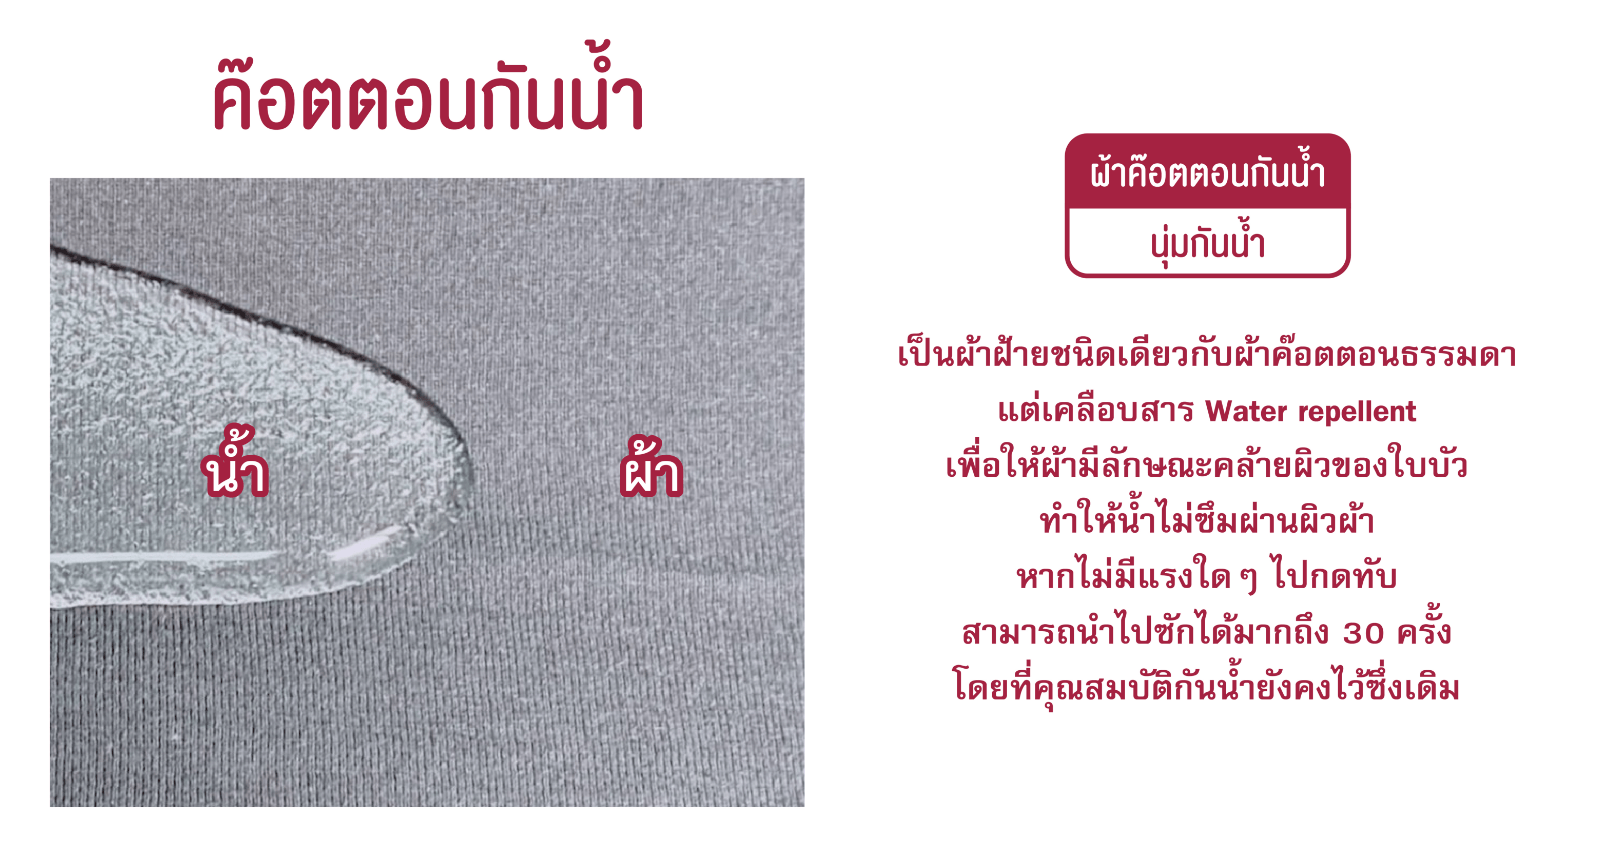 ค๊อตตอนกันน้ำ
น้ำ
ผ้า
ผ้าค๊อตตอนกันน้ำ
นุ่มกันน้ำ
เป็นผ้าฝ้ายชนิดเดียวกับผ้าค๊อตตอนธรรมดา
แต่เคลือบสาร Water repellent
เพื่อให้ผ้ามีลักษณะคล้ายผิวของใบบัว
ทำให้น้ำไม่ซึมผ่านผิวผ้า
หากไม่มีแรงใด ๆ ไปกดทับ
สามารถนำไปซักได้มากถึง 30 ครั้ง
โดยที่คุณสมบัติกันน้ำยังคงไว้ซึ่งเดิม